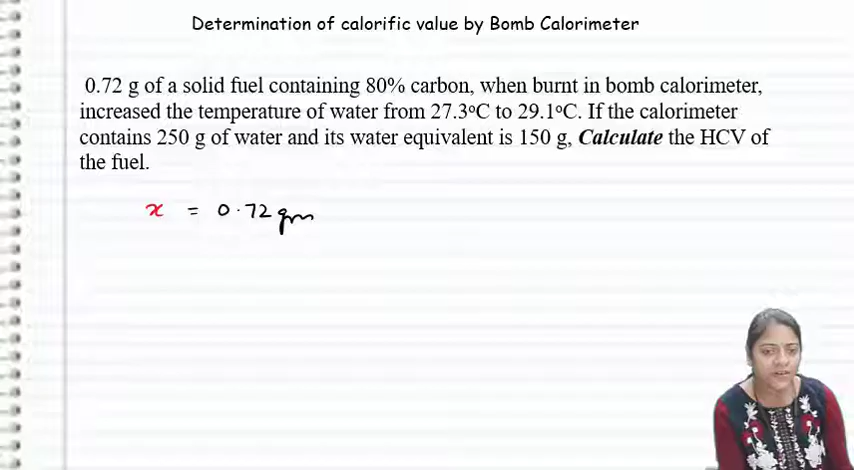 Determination of calorific value by Bomb Calorimeter
0.72 g of a solid fuel containing 80% carbon, when burnt in bomb calorimeter,
increased the temperature of water from 27.3ᵒC to 29.1ᵒC. If the calorimeter
contains 250 g of water and its water equivalent is 150 g, Calculate the HCV of
the fuel.
x = 0.72 gm